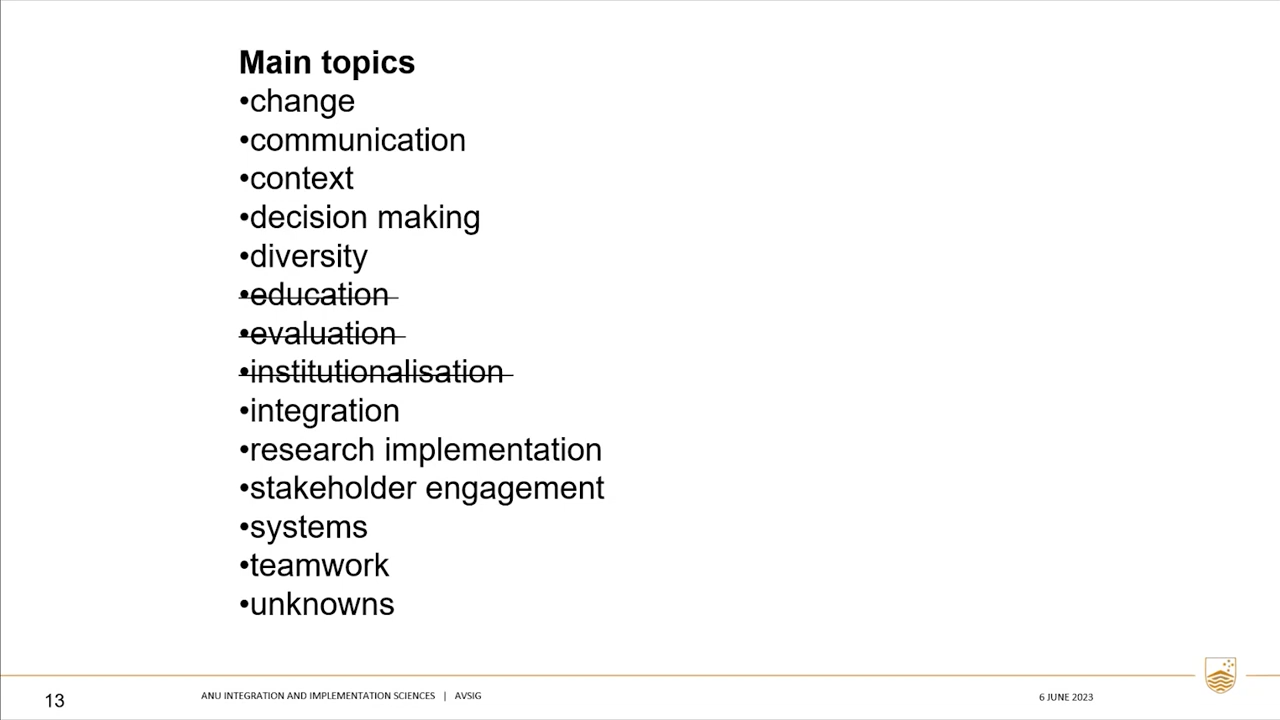 Main topics
•change
•communication
•context
•decision making
•diversity
•education
•evaluation
•institutionalisation
•integration
•research implementation
•stakeholder engagement
•systems
•teamwork
•unknowns
13
ANU INTEGRATION AND IMPLEMENTATION SCIENCES | AVSIG
6 JUNE 2023